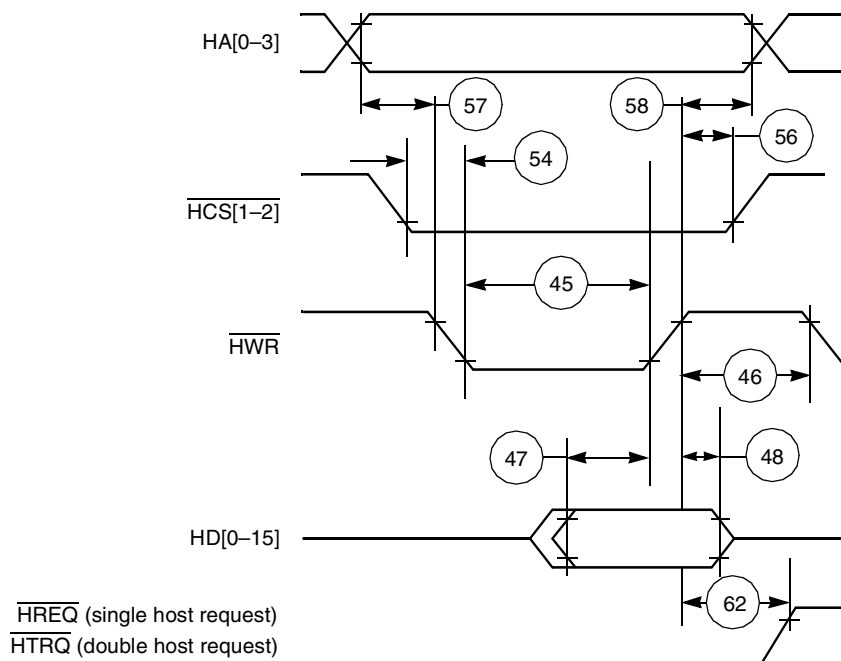 HA[0–3]
57
58
56
54
HCS[1–2]
45
HWR
46
47
48
HD[0–15]
62
HREQ (single host request)
HTRQ (double host request)